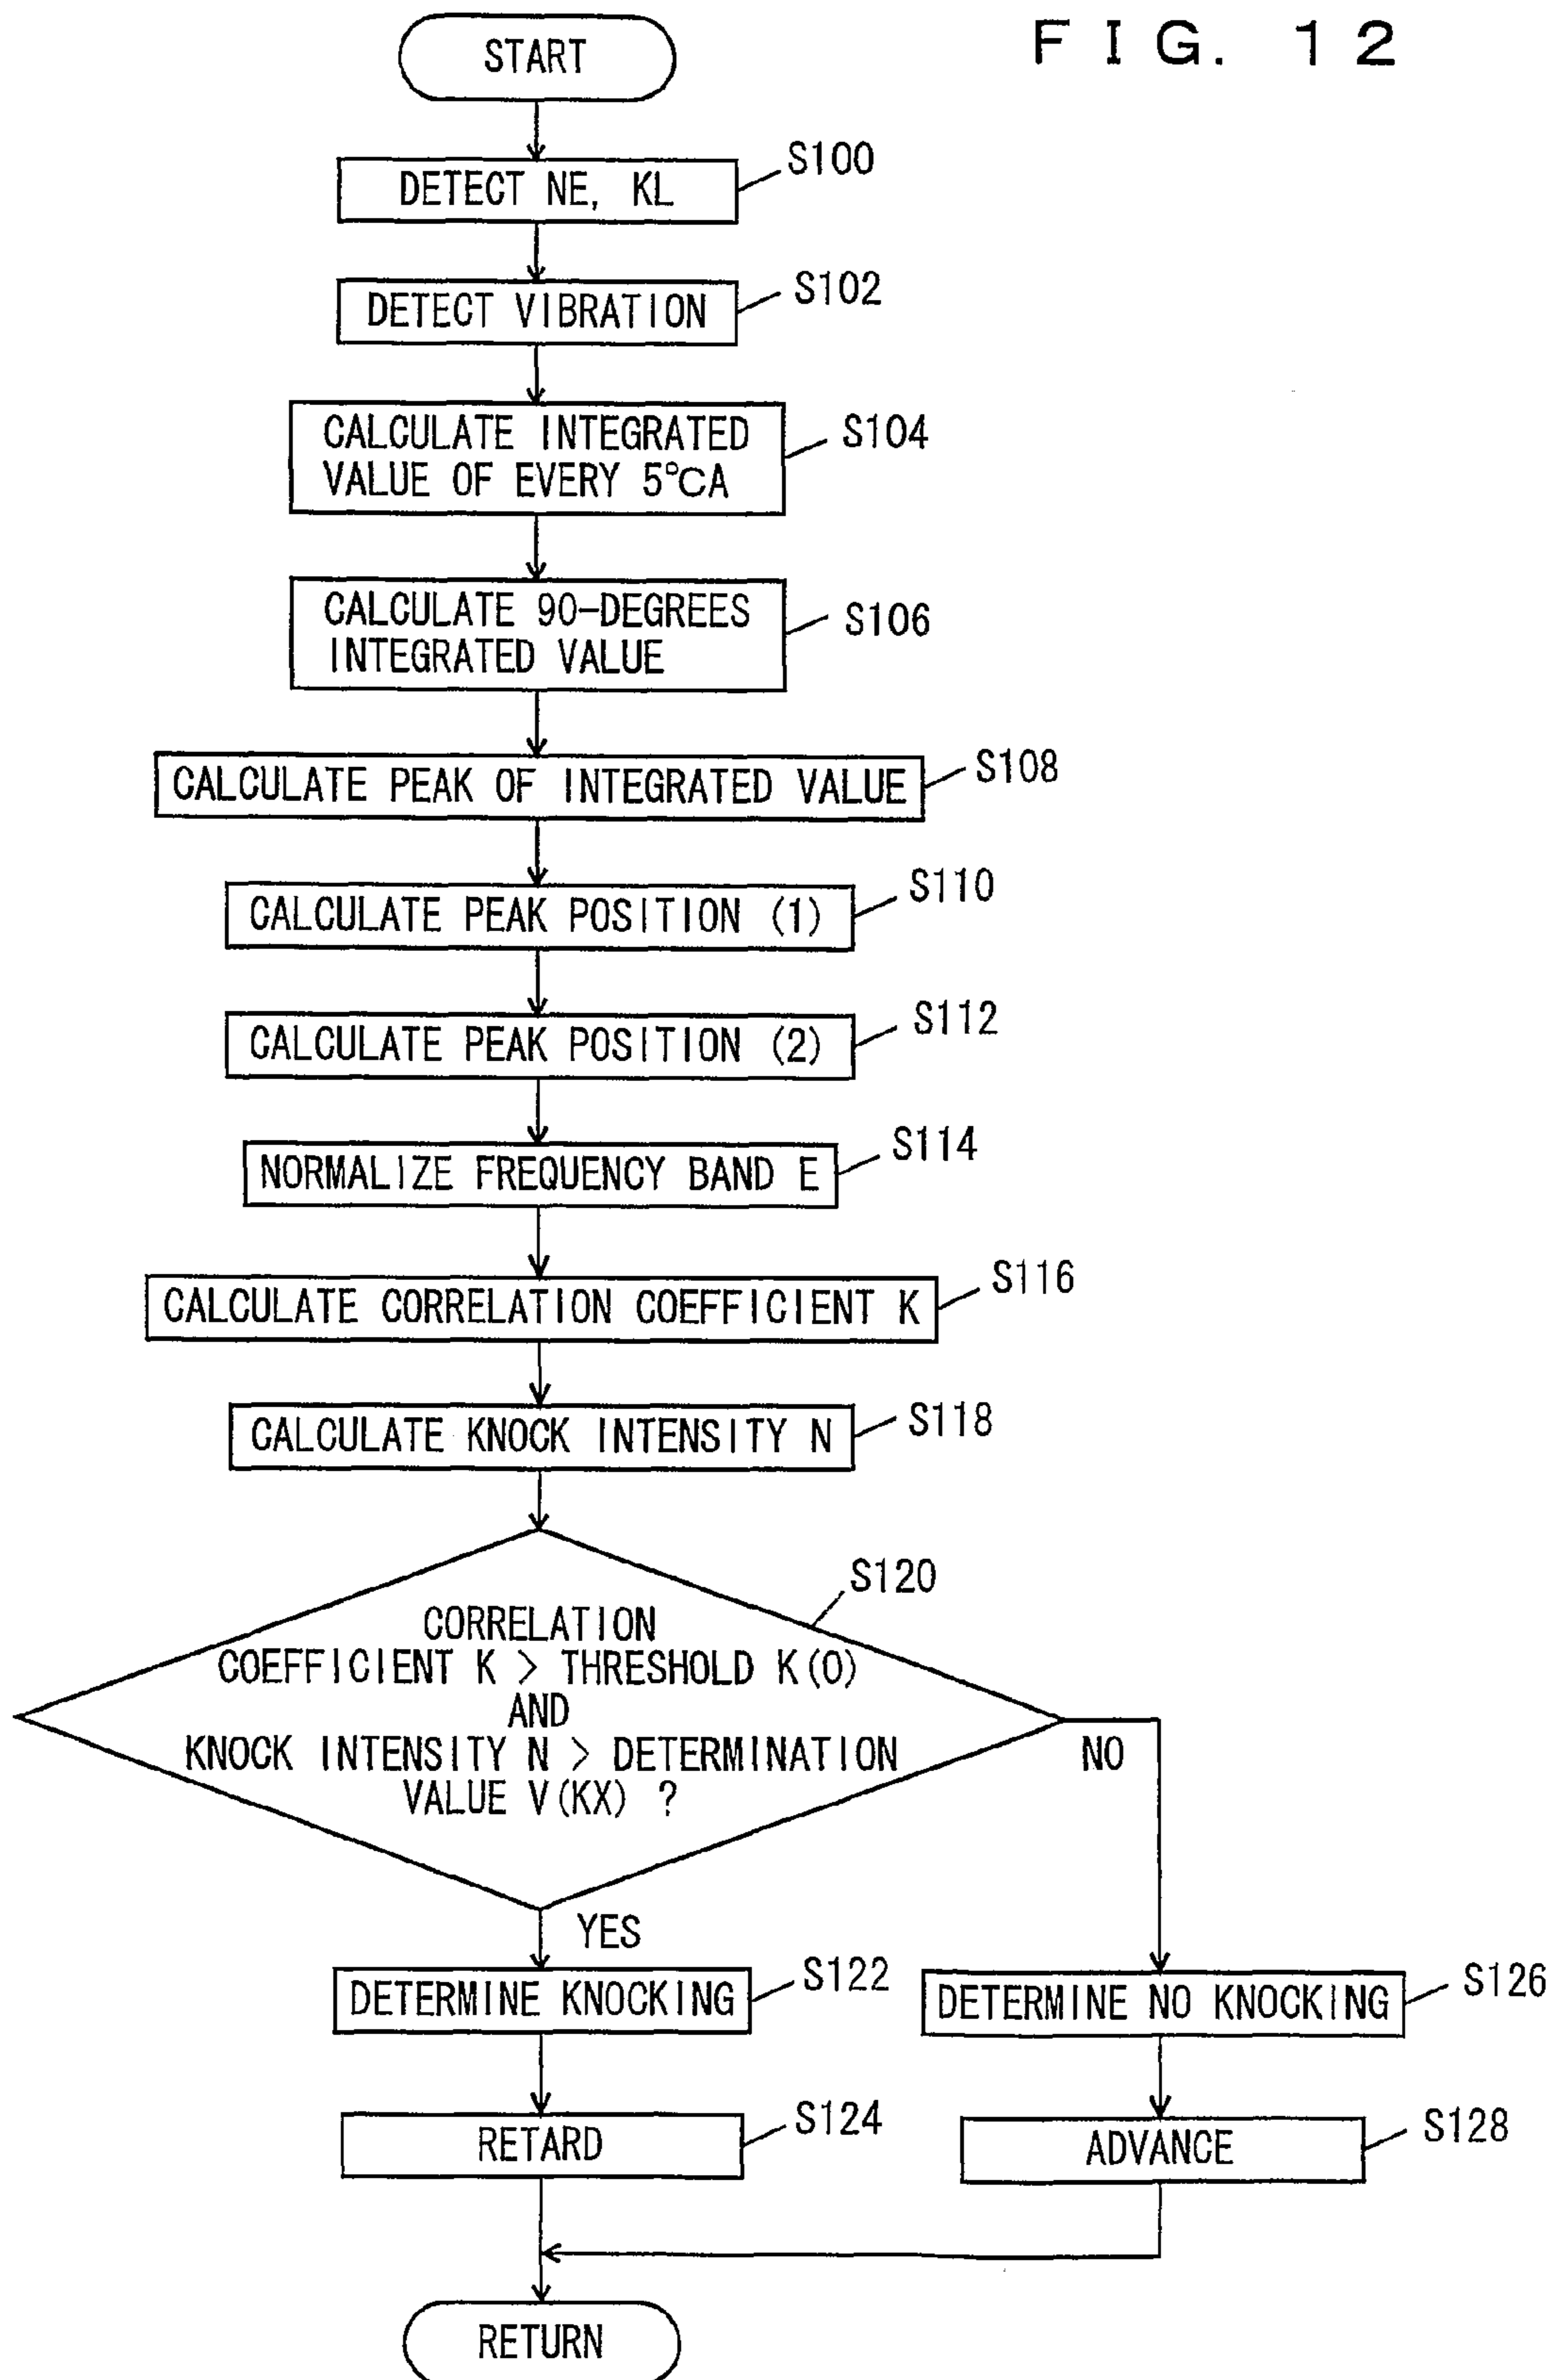 FIG. 12
START
DETECT NE, KL
S100
DETECT VIBRATION
S102
CALCULATE INTEGRATED
VALUE OF EVERY 5°CA
S104
CALCULATE 90-DEGREES
INTEGRATED VALUE
S106
CALCULATE PEAK OF INTEGRATED VALUE
S108
CALCULATE PEAK POSITION (1)
S110
CALCULATE PEAK POSITION (2)
S112
NORMALIZE FREQUENCY BAND E
S114
CALCULATE CORRELATION COEFFICIENT K
S116
CALCULATE KNOCK INTENSITY N
S118
S120
CORRELATION
COEFFICIENT K > THRESHOLD K(0)
AND
KNOCK INTENSITY N > DETERMINATION
VALUE V(KX) ?
NO
YES
DETERMINE KNOCKING
S122
DETERMINE NO KNOCKING
S126
RETARD
S124
ADVANCE
S128
RETURN